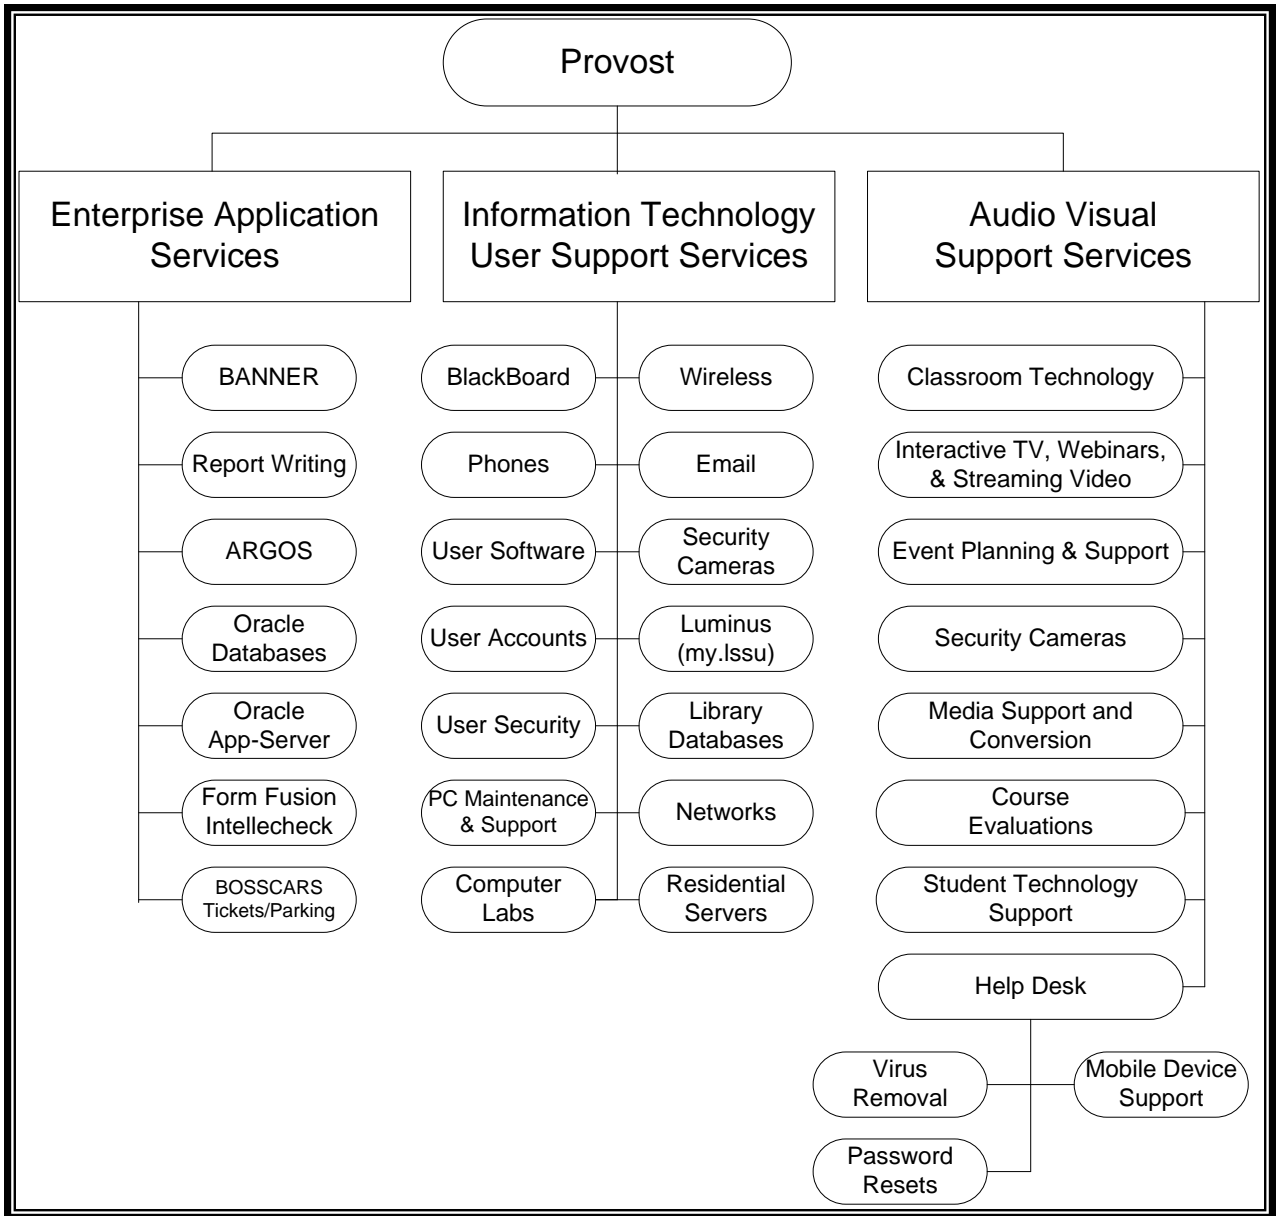 Provost
Enterprise Application
Services
Information Technology
User Support Services
Audio Visual
Support Services
BANNER
Report Writing
ARGOS
Oracle
Databases
Oracle
App-Server
Form Fusion
Intellecheck
BOSSCARS
Tickets/Parking
BlackBoard
Phones
User Software
User Accounts
User Security
PC Maintenance
& Support
Computer
Labs
Wireless
Email
Security
Cameras
Luminus
(my.lssu)
Library
Databases
Networks
Residential
Servers
Classroom Technology
Interactive TV, Webinars,
& Streaming Video
Event Planning & Support
Security Cameras
Media Support and
Conversion
Course
Evaluations
Student Technology
Support
Help Desk
Virus
Removal
Mobile Device
Support
Password
Resets